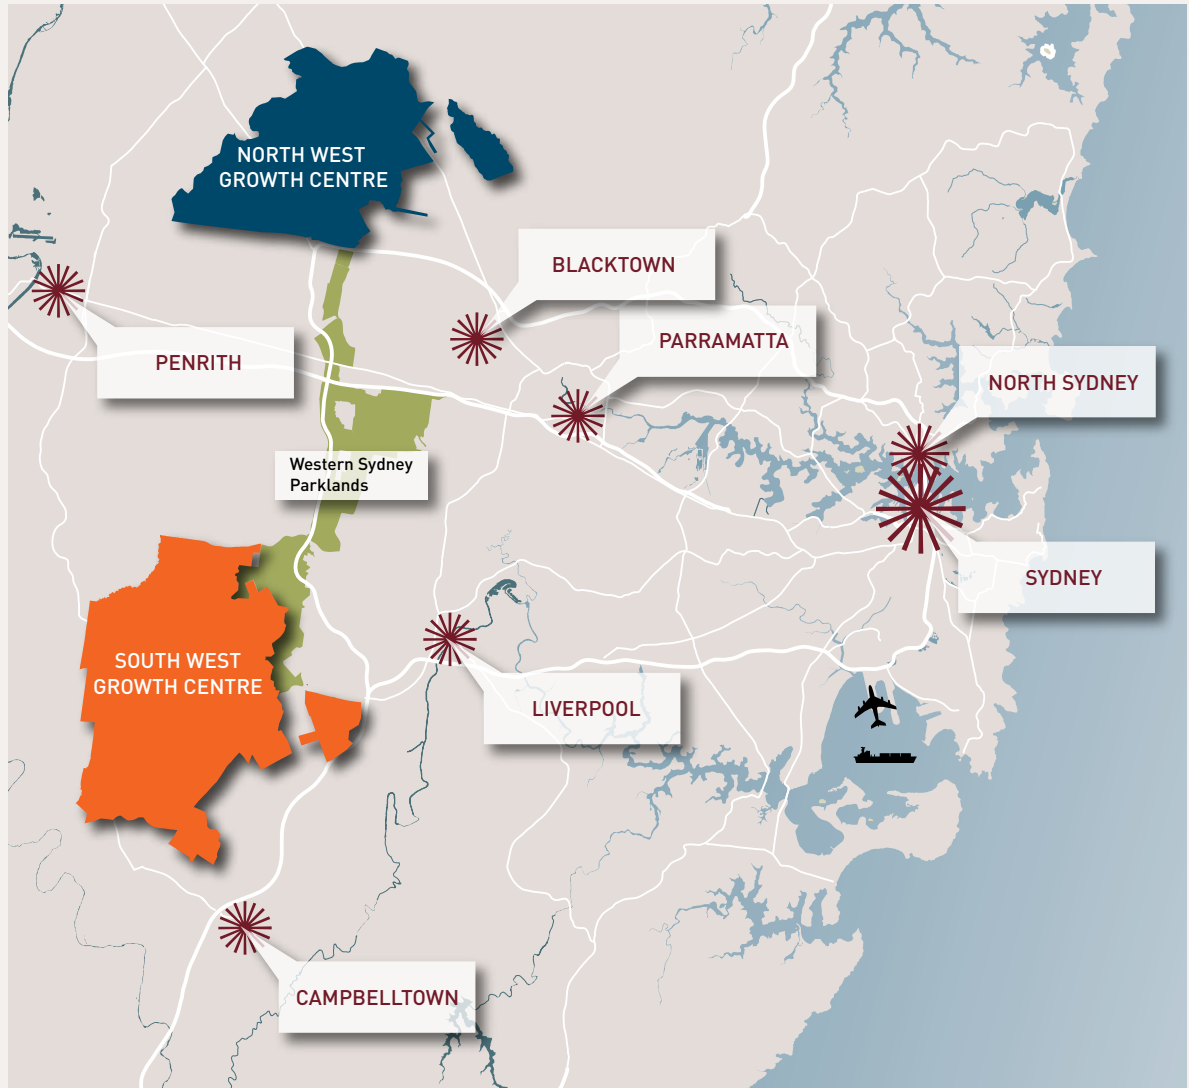 NORTH WEST
GROWTH CENTRE
BLACKTOWN
PARRAMATTA
PENRITH
NORTH SYDNEY
Western Sydney
Parklands
SYDNEY
SOUTH WEST
GROWTH CENTRE
LIVERPOOL
CAMPBELLTOWN